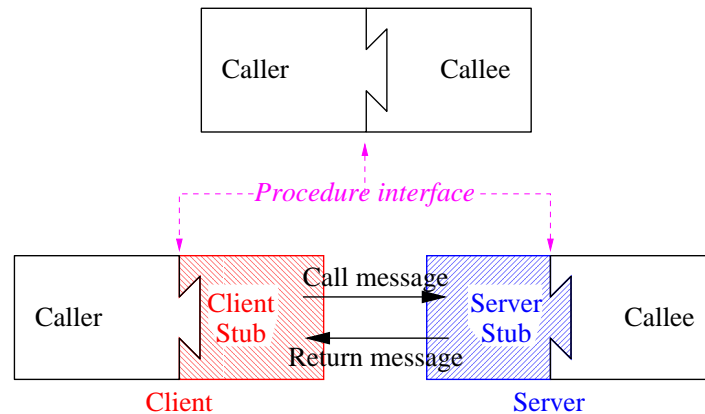 Caller
Callee
Procedure interface
Call message
Client
Stub
Server
Stub
Caller
Callee
Return message
Client
Server